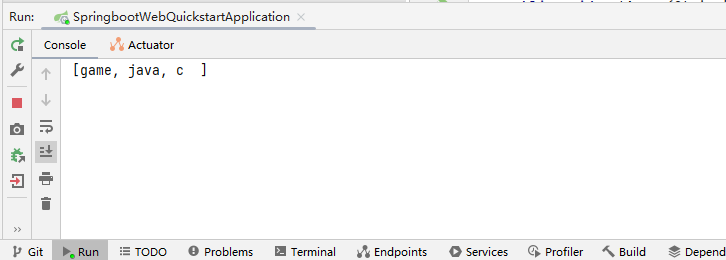 Run: SpringbootWebQuickstartApplication ×
Console Actuator
[game, java, c  ]
>>
Git Run TODO Problems Terminal Endpoints Services Profiler Build Depend